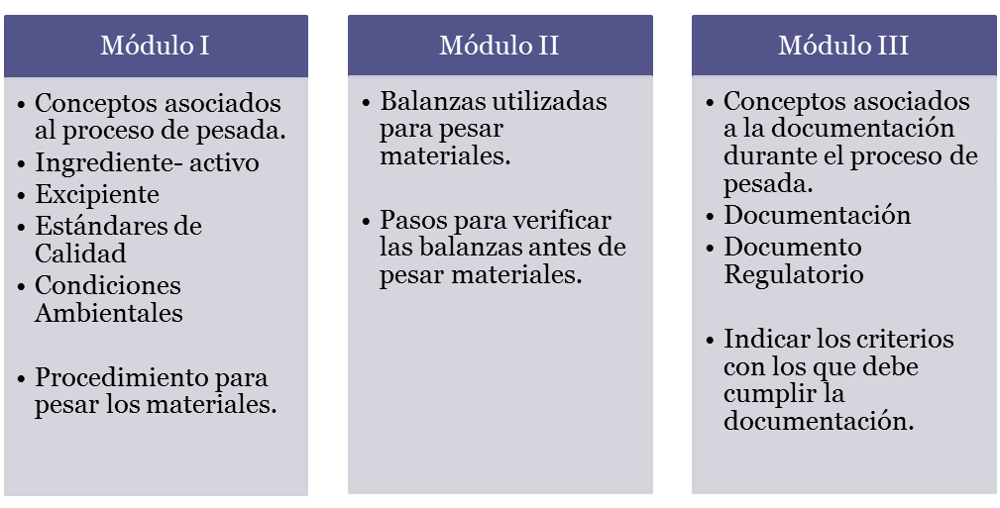 Módulo I
• Conceptos asociados
al proceso de pesada.
• Ingrediente- activo
• Excipiente
• Estándares de
Calidad
• Condiciones
Ambientales
• Procedimiento para
pesar los materiales.
Módulo II
• Balanzas utilizadas
para pesar
materiales.
• Pasos para verificar
las balanzas antes de
pesar materiales.
Módulo III
• Conceptos asociados
a la documentación
durante el proceso de
pesada.
• Documentación
• Documento
Regulatorio
• Indicar los criterios
con los que debe
cumplir la
documentación.